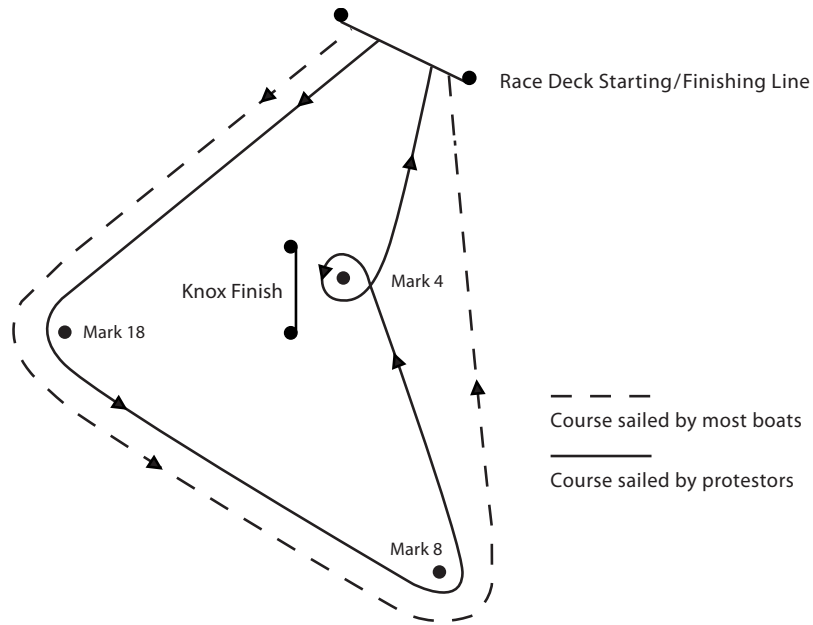 Race Deck Starting/Finishing Line
Mark 4
Knox Finish
Mark 18
Course sailed by most boats
Course sailed by protestors
Mark 8